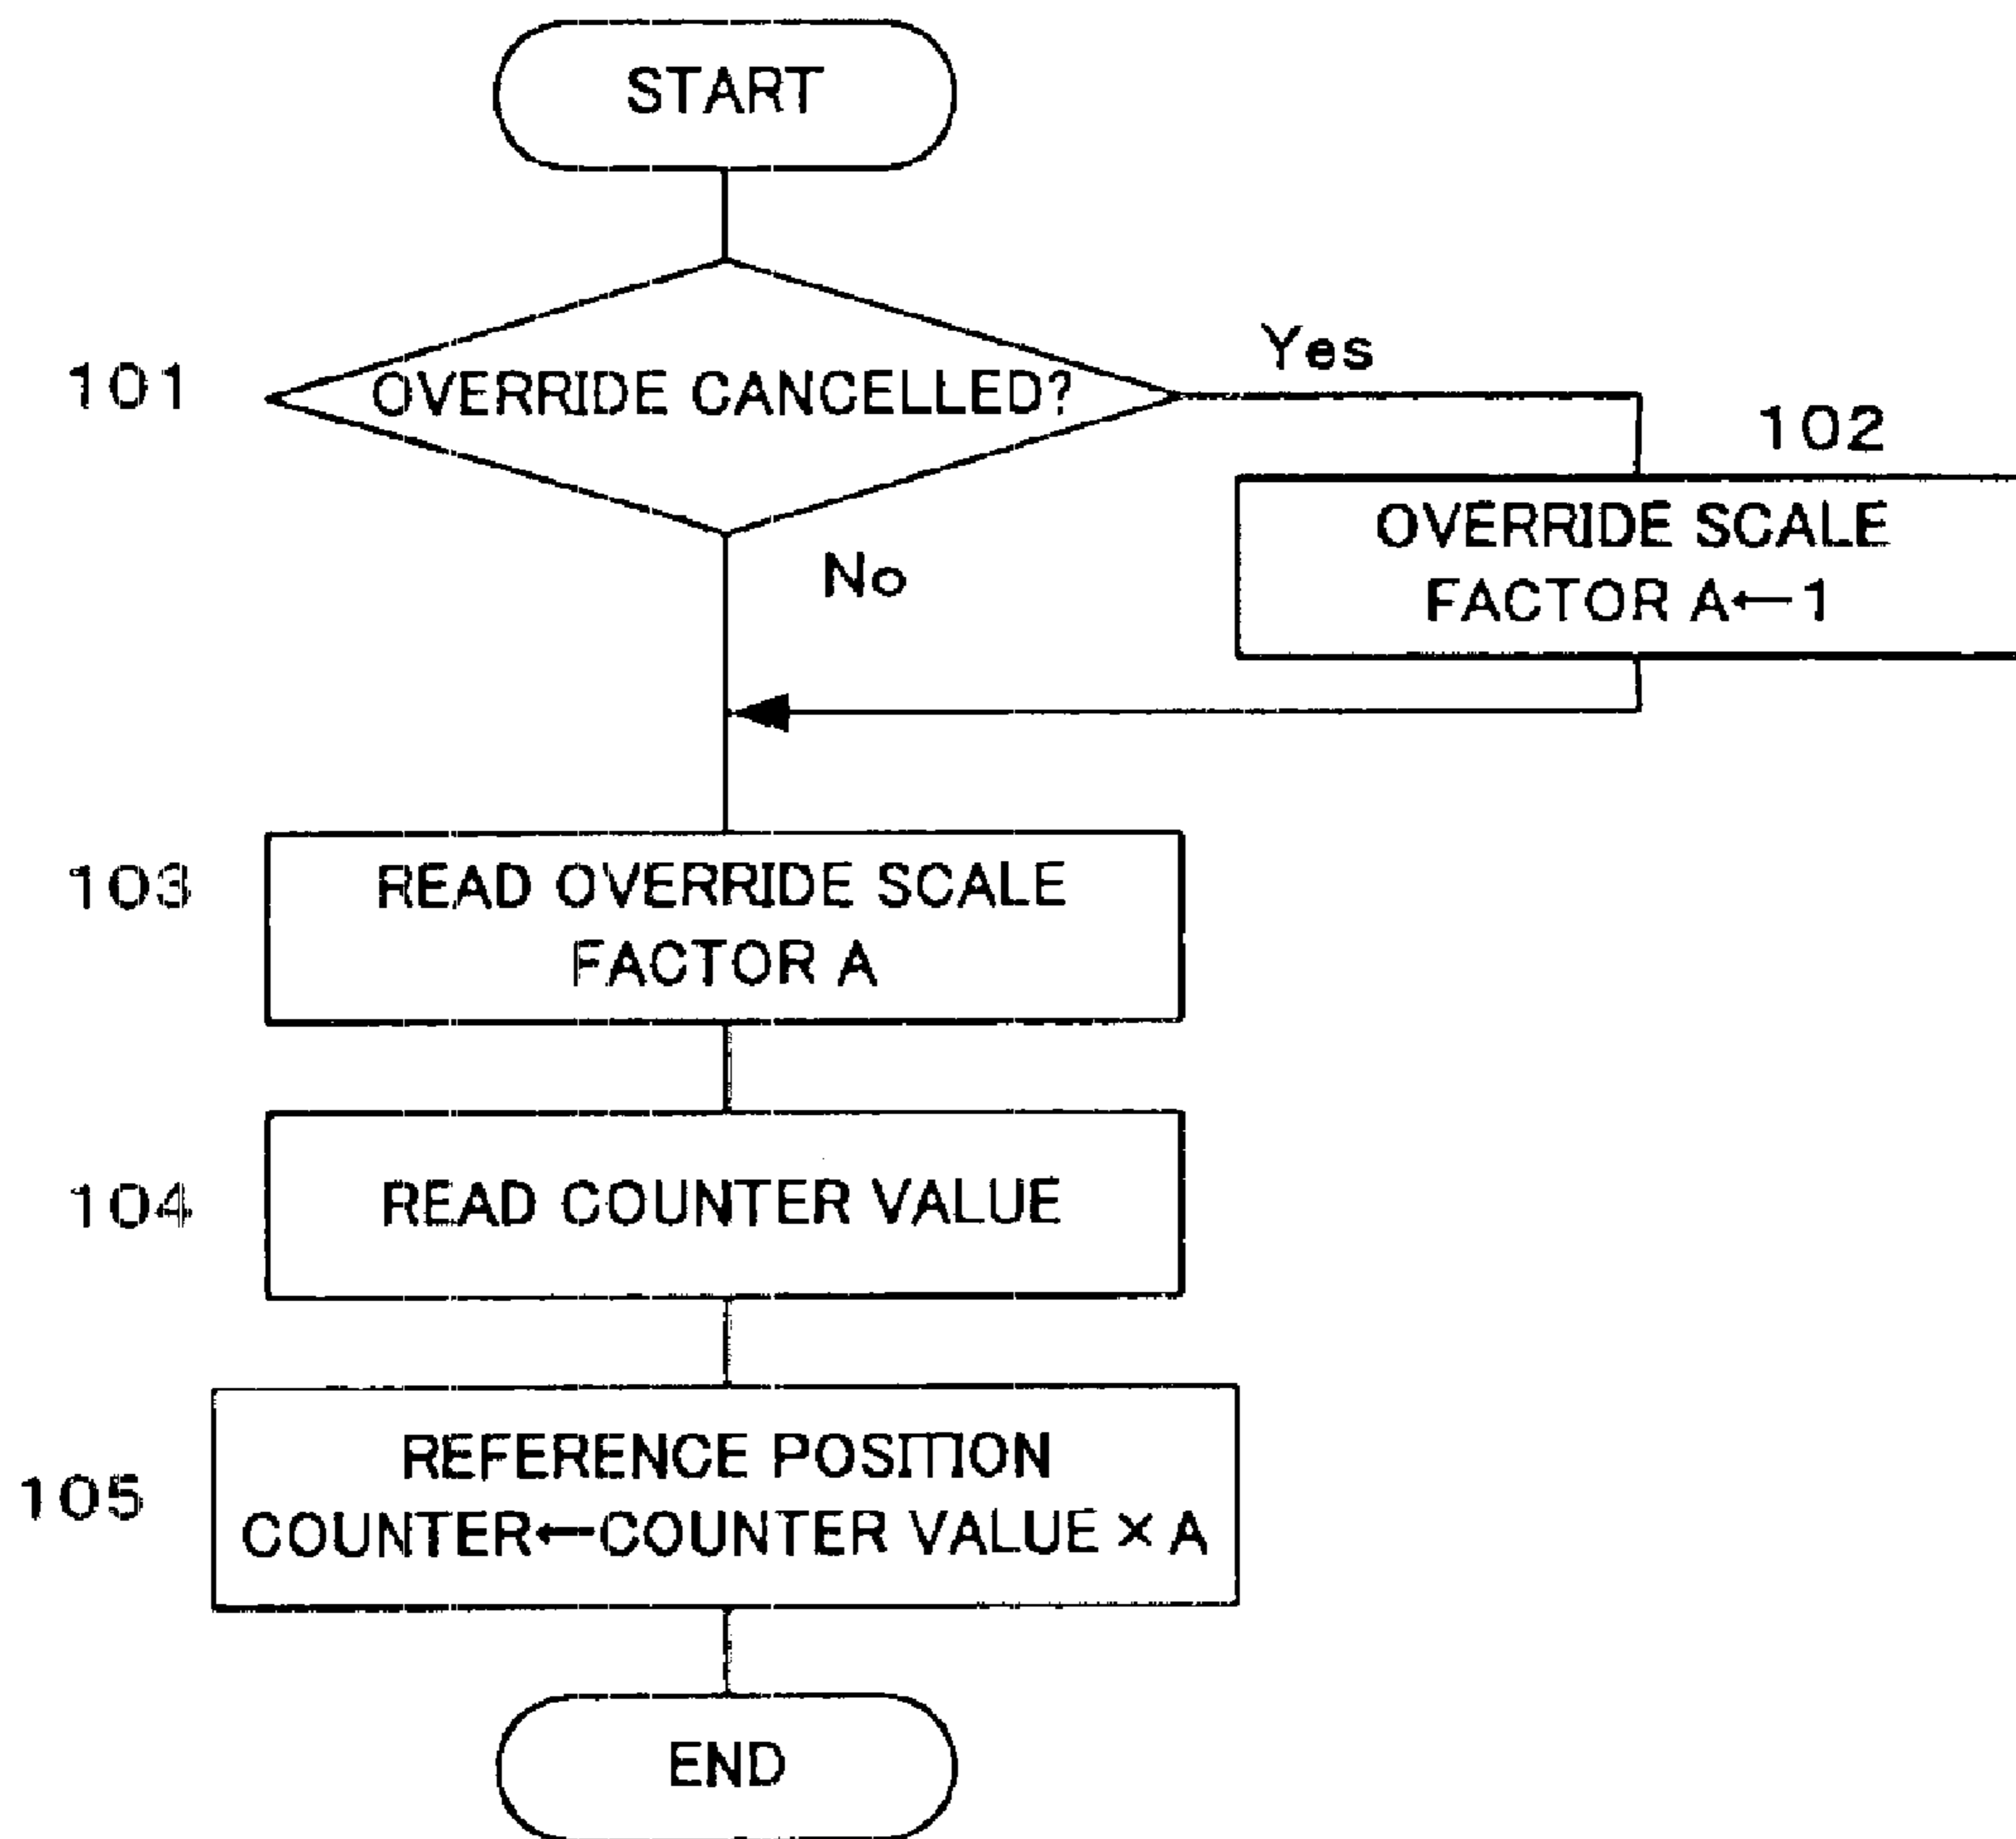 START
101
OVERRIDE CANCELLED?
Yes
102
OVERRIDE SCALE
FACTOR A←1
No
103
READ OVERRIDE SCALE
FACTOR A
104
READ COUNTER VALUE
105
REFERENCE POSITION
COUNTER←COUNTER VALUE × A
END